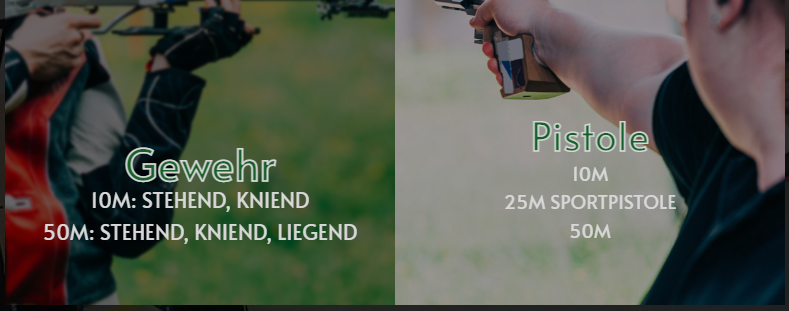 Gewehr
10M: STEHEND, KNIEND
50M: STEHEND, KNIEND, LIEGEND
Pistole
10M
25M SPORTPISTOLE
50M